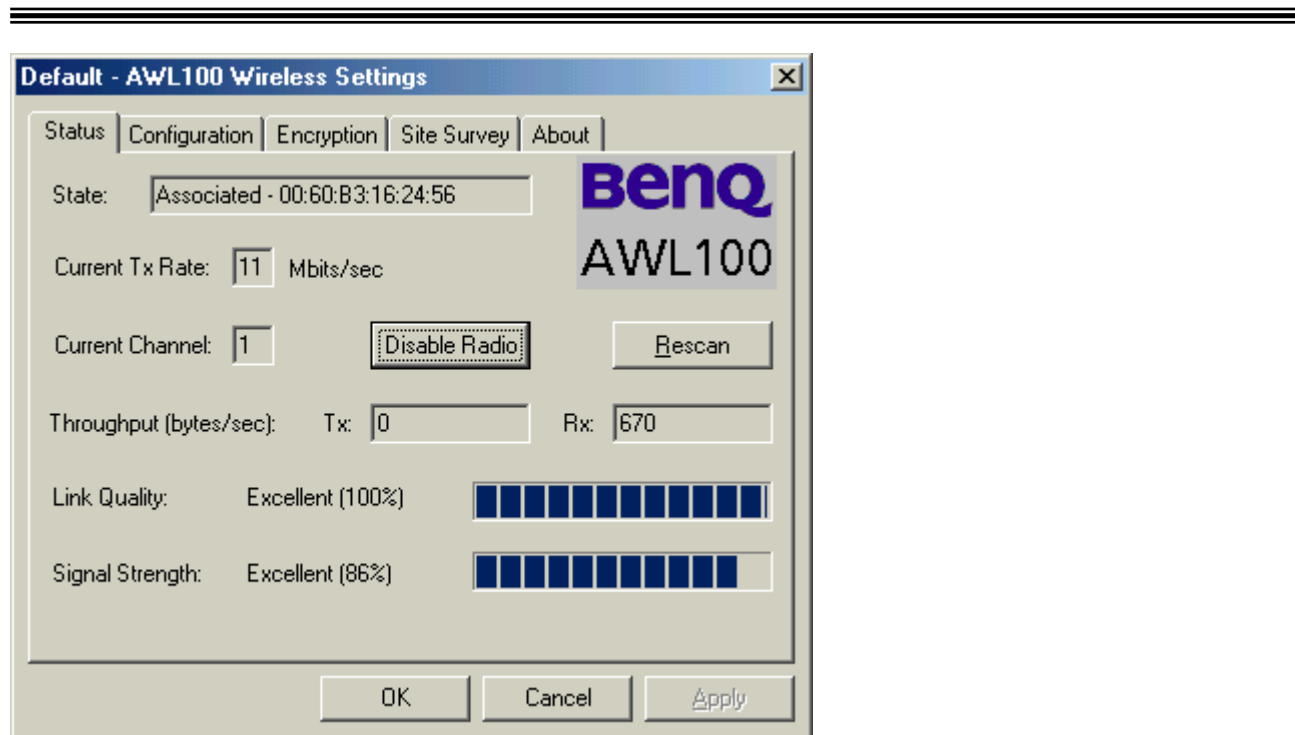 Default - AWL100 Wireless Settings
Status Configuration Encryption Site Survey About
BenQ
State: Associated - 00:60:B3:16:24:56
AWL100
Current Tx Rate: 11 Mbits/sec
Current Channel: 1 Disable Radio Rescan
Throughput (bytes/sec): Tx: 0 Rx: 670
Link Quality: Excellent (100%)
Signal Strength: Excellent (86%)
OK Cancel Apply